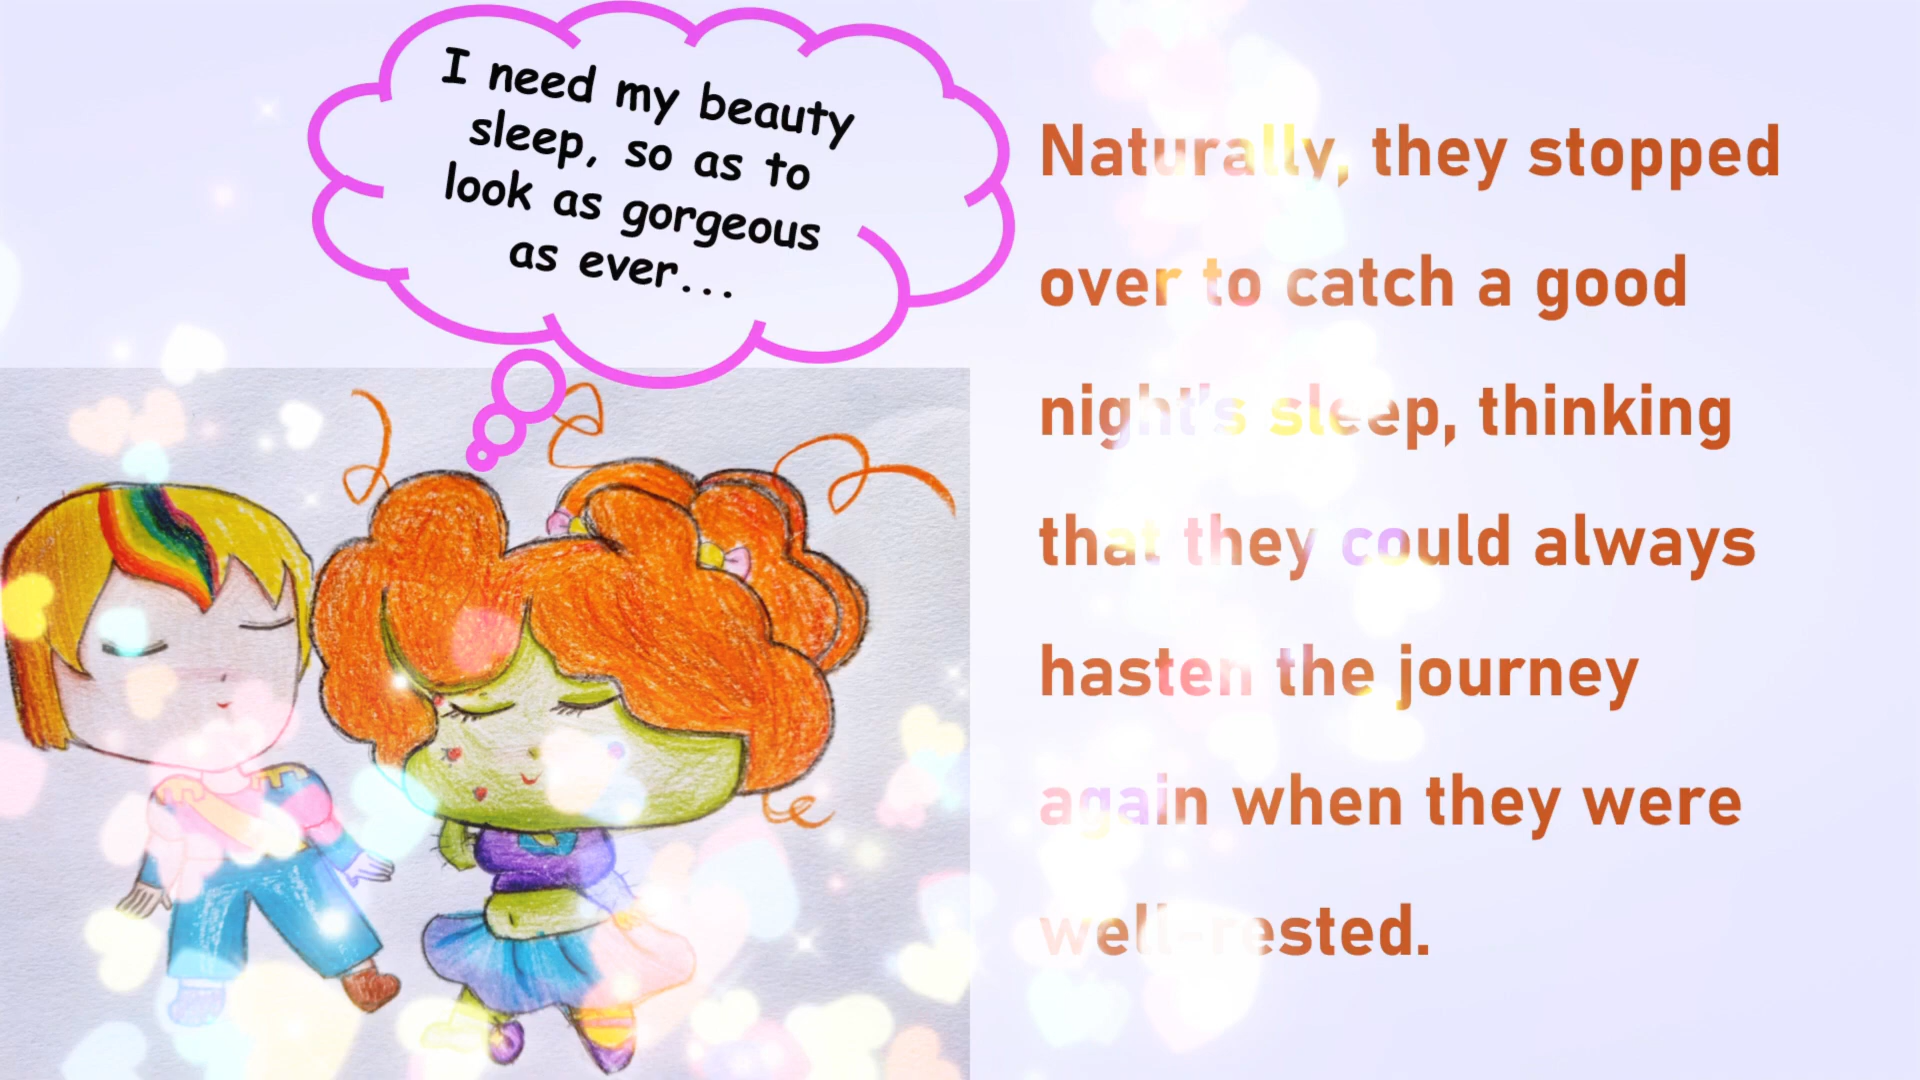 I need my beauty
sleep, so as to
look as gorgeous
as ever...
Naturally, they stopped
over to catch a good
night's sleep, thinking
that they could always
hasten the journey
again when they were
well-rested.